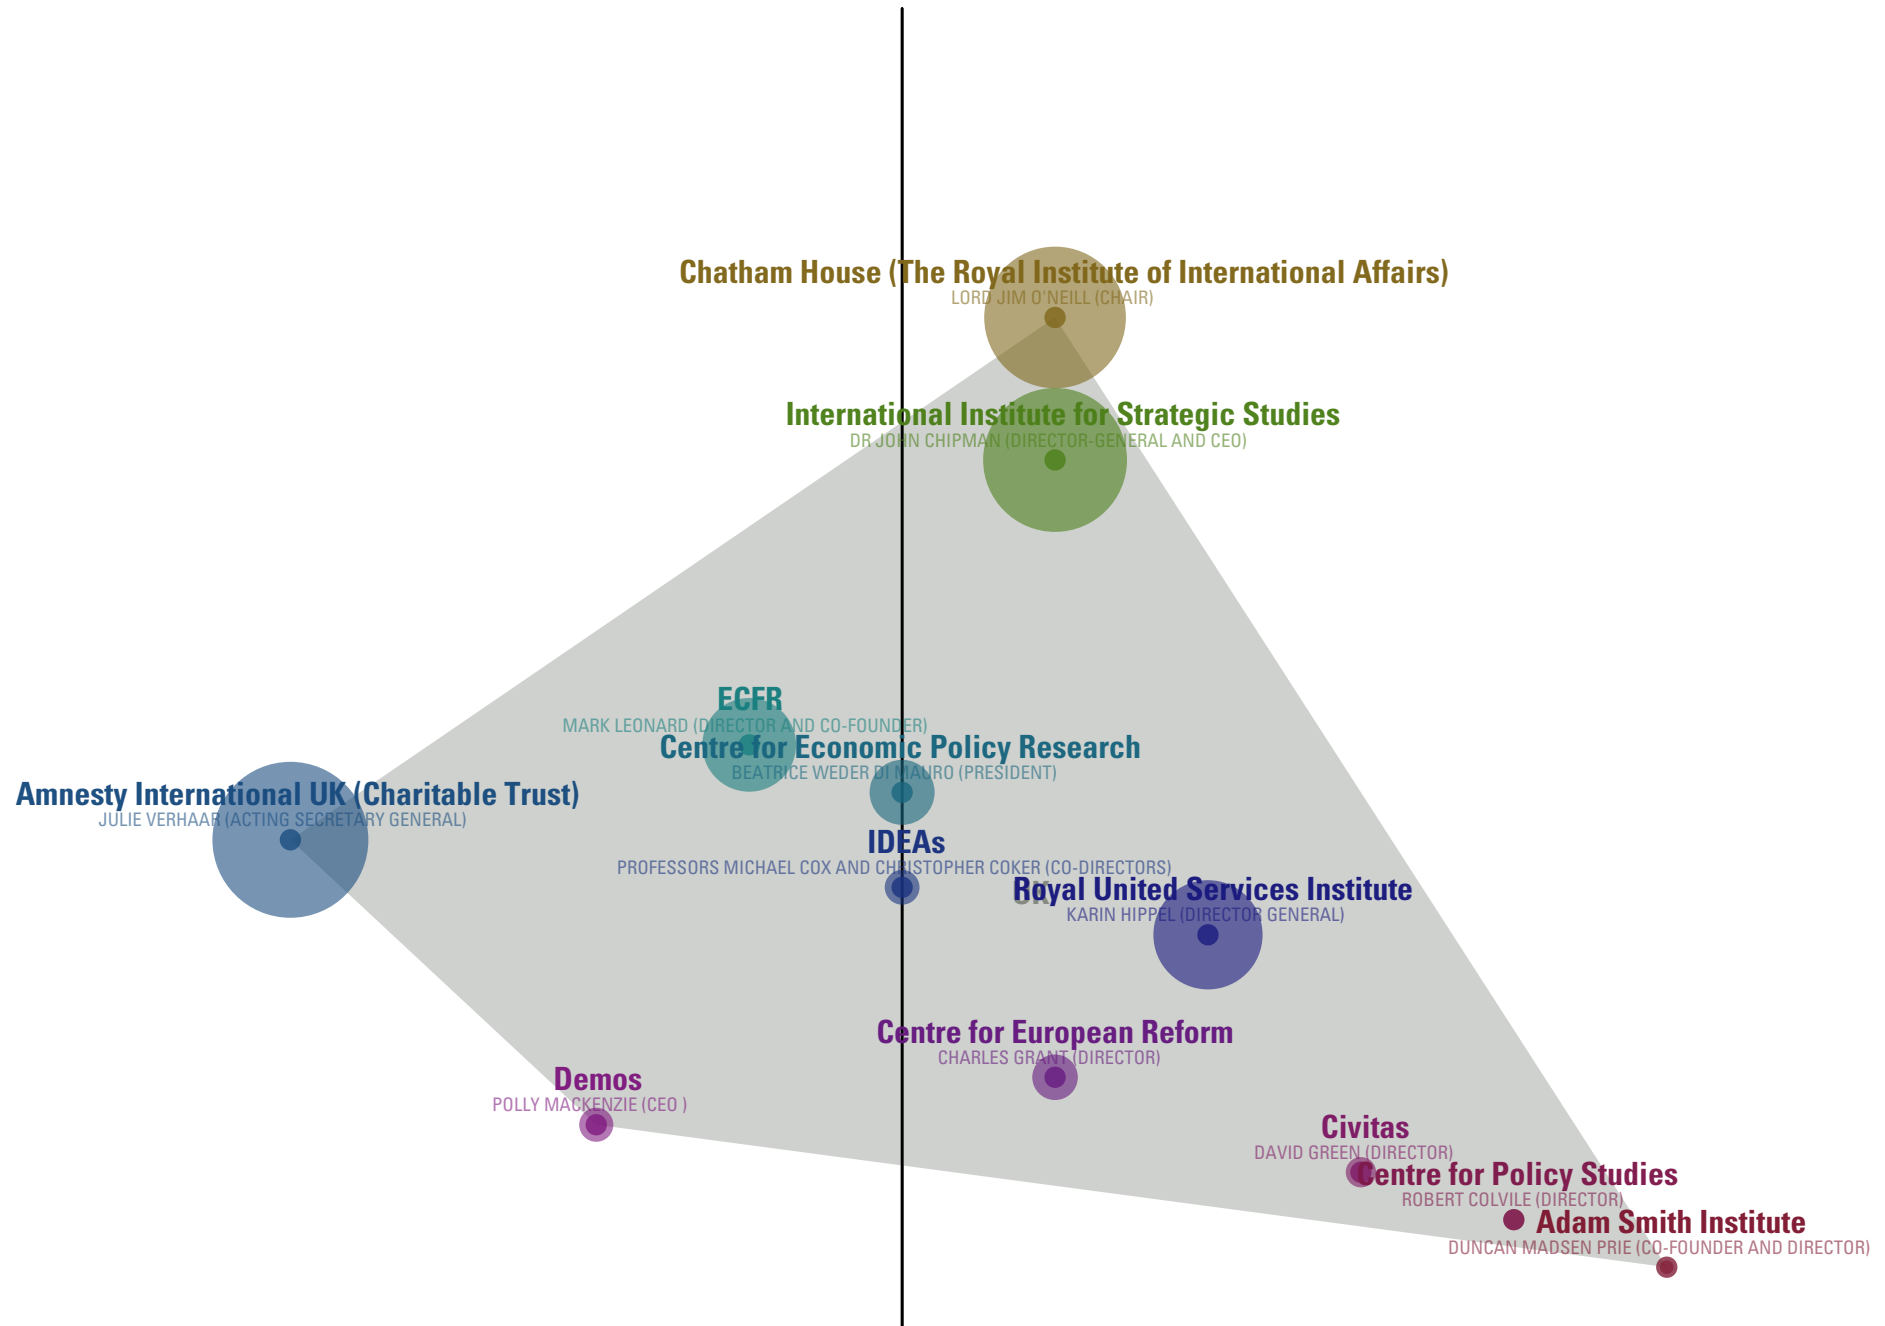 Chatham House (The Royal Institute of International Affairs)
LORD JIM O'NEILL (CHAIR)
International Institute for Strategic Studies
DR JOHN CHIPMAN (DIRECTOR-GENERAL AND CEO)
ECFR
MARK LEONARD (DIRECTOR AND CO-FOUNDER)
Centre for Economic Policy Research
BEATRICE WEDER DI MAURO (PRESIDENT)
Amnesty International UK (Charitable Trust)
JULIE VERHAAR (ACTING SECRETARY GENERAL)
IDEAs
PROFESSORS MICHAEL COX AND CHRISTOPHER COKER (CO-DIRECTORS)
UK
Royal United Services Institute
KARIN HIPPEL (DIRECTOR GENERAL)
Centre for European Reform
CHARLES GRANT (DIRECTOR)
Demos
POLLY MACKENZIE (CEO )
Civitas
DAVID GREEN (DIRECTOR)
Centre for Policy Studies
ROBERT COLVILE (DIRECTOR)
Adam Smith Institute
DUNCAN MADSEN PRIE (CO-FOUNDER AND DIRECTOR)